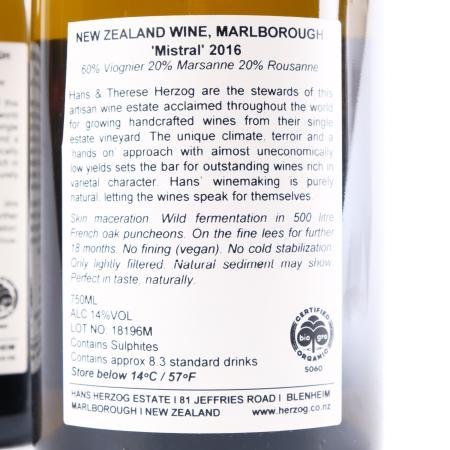 NEW ZEALAND WINE, MARLBOROUGH
'Mistral' 2016
60% Viognier 20% Marsanne 20% Rousanne
Hans & Therese Herzog are the stewards of this
artisan wine estate acclaimed throughout the world
for growing handcrafted wines from their single
estate vineyard. The unique climate, terroir and a
'hands on' approach with almost uneconomically
low yields sets the bar for outstanding wines rich in
varietal character. Hans' winemaking is purely
natural, letting the wines speak for themselves.
Skin maceration. Wild fermentation in 500 litre
French oak puncheons. On the fine lees for further
18 months. No fining (vegan). No cold stabilization.
Only lightly filtered. Natural sediment may show.
Perfect in taste, naturally.
750ML
ALC 14%VOL
LOT NO: 18196M
Contains Sulphites
Contains approx 8.3 standard drinks
Store below 14ºC / 57ºF
CERTIFIED
bio gro
ORGANIC
5060
HANS HERZOG ESTATE I 81 JEFFRIES ROAD I BLENHEIM
MARLBOROUGH I NEW ZEALAND www.herzog.co.nz